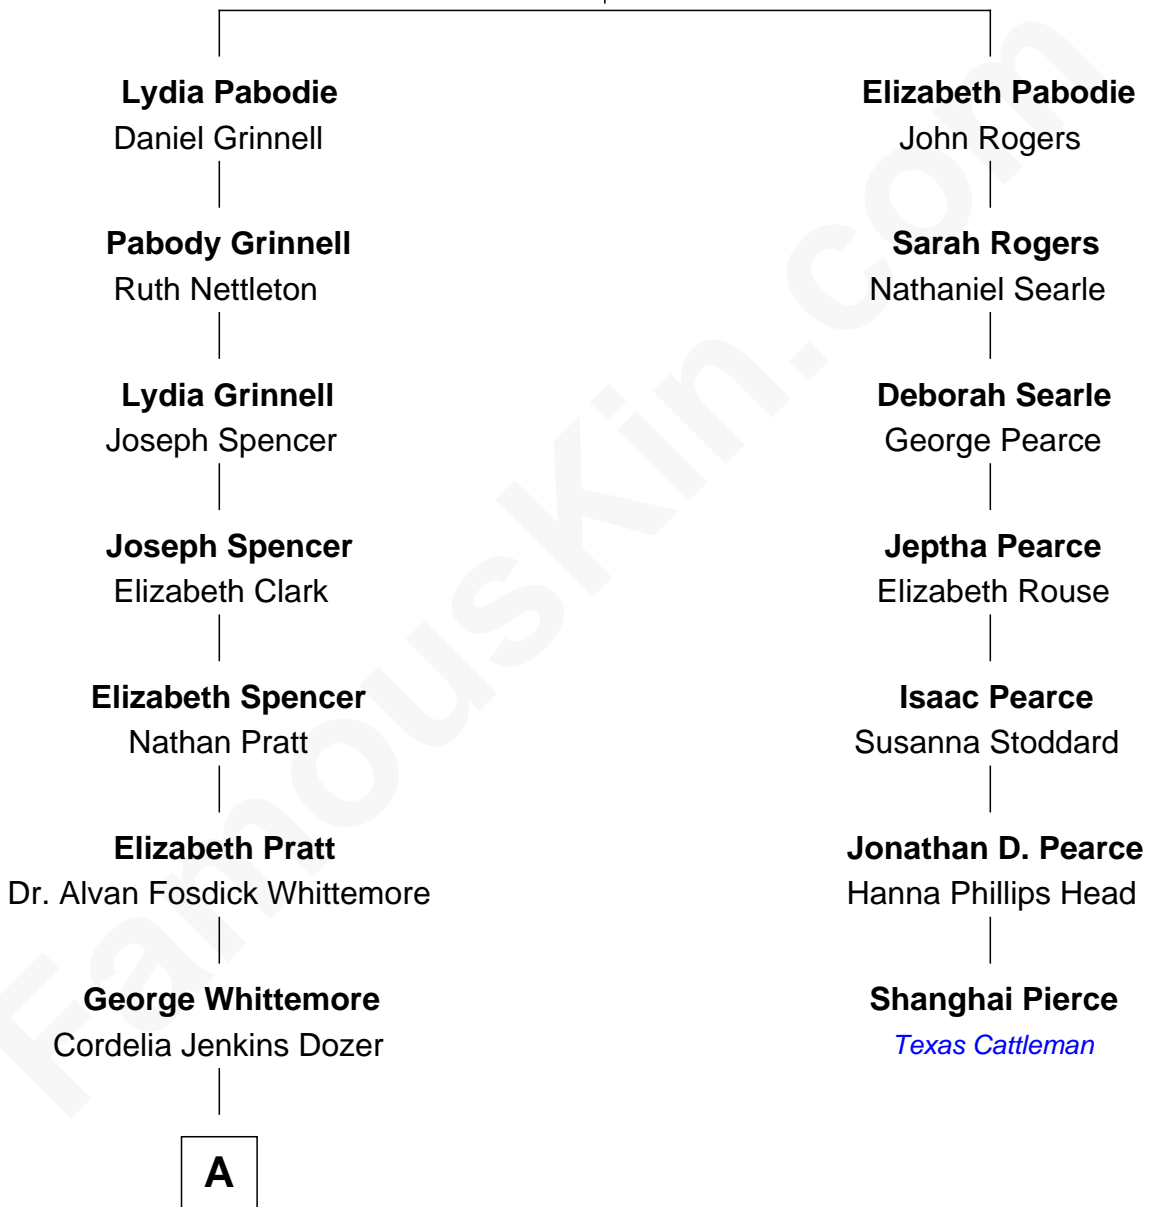 Lydia Pabodie
Daniel Grinnell
Elizabeth Pabodie
John Rogers
Pabody Grinnell
Ruth Nettleton
Sarah Rogers
Nathaniel Searle
Lydia Grinnell
Joseph Spencer
Deborah Searle
George Pearce
Joseph Spencer
Elizabeth Clark
Jeptha Pearce
Elizabeth Rouse
Elizabeth Spencer
Nathan Pratt
Isaac Pearce
Susanna Stoddard
Elizabeth Pratt
Dr. Alvan Fosdick Whittemore
Jonathan D. Pearce
Hanna Phillips Head
George Whittemore
Cordelia Jenkins Dozer
Shanghai Pierce
Texas Cattleman
A
FamousKin.com